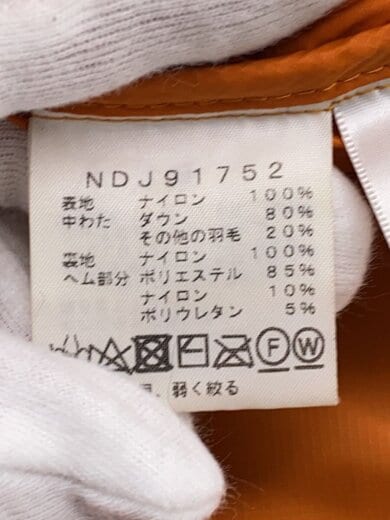 NDJ91752
表地 ナイロン 100%
中わた ダウン 80%
その他の羽毛 20%
裏地 ナイロン 100%
ヘム部分 ポリエステル 85%
ナイロン 10%
ポリウレタン 5%
F W
、弱く絞る